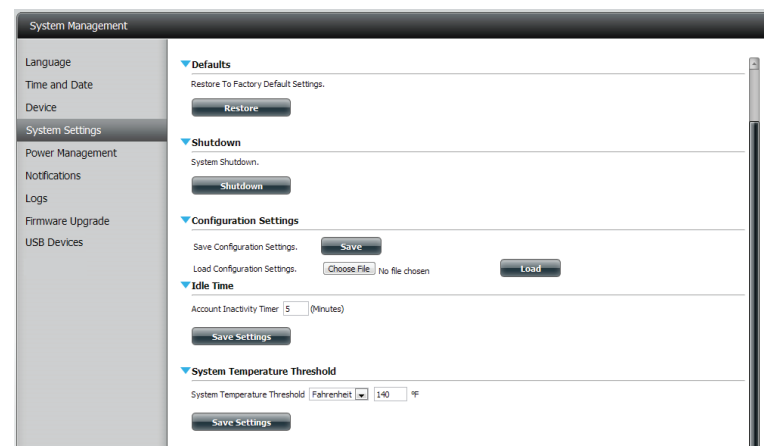 System Management
Language
Time and Date
Device
System Settings
Power Management
Notifications
Logs
Firmware Upgrade
USB Devices
Defaults
Restore To Factory Default Settings.
Restore
Shutdown
System Shutdown.
Shutdown
Configuration Settings
Save Configuration Settings. Save
Load Configuration Settings. Choose File No file chosen Load
Idle Time
Account Inactivity Timer 5 (Minutes)
Save Settings
System Temperature Threshold
System Temperature Threshold Fahrenheit 140 °F
Save Settings